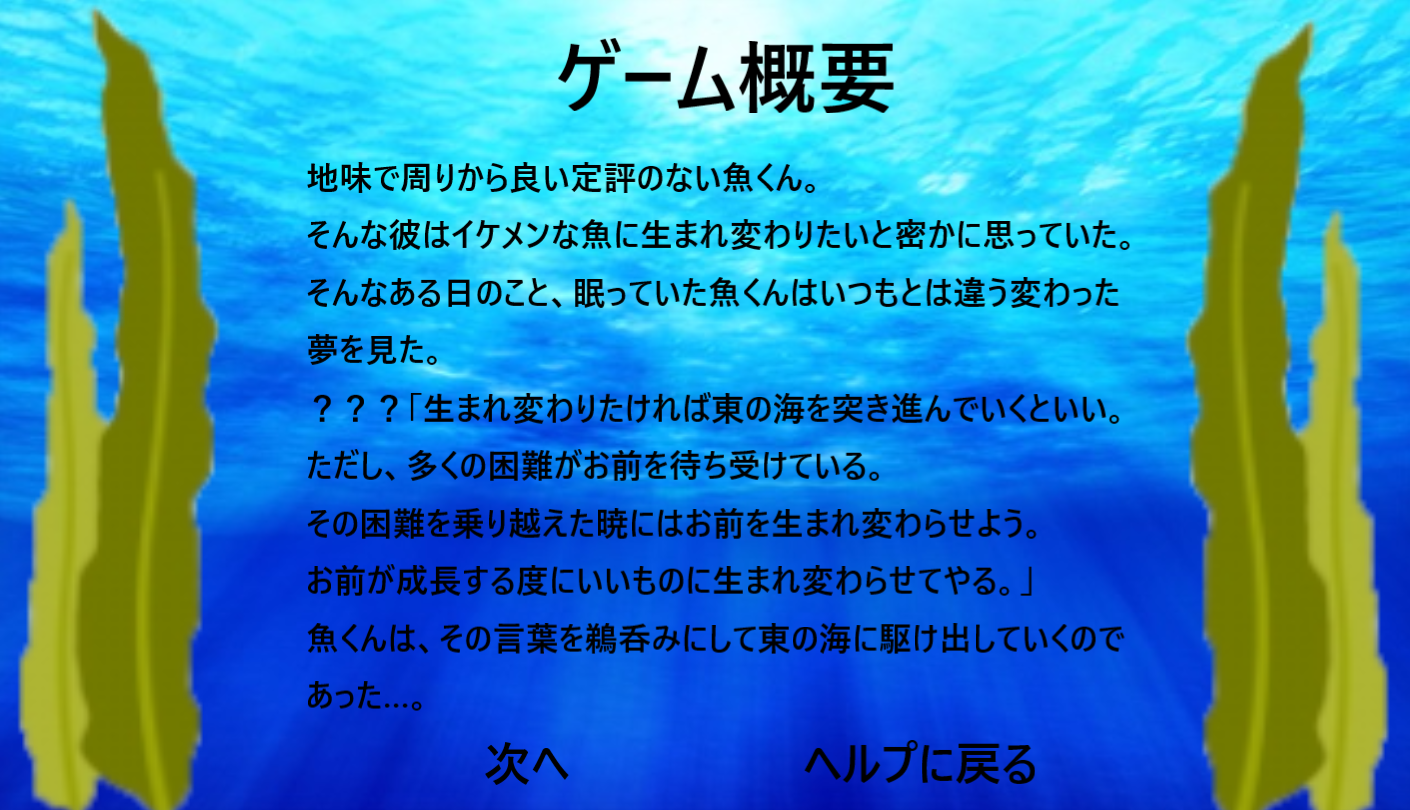 ゲーム概要
地味で周りから良い定評のない魚くん。
そんな彼はイケメンな魚に生まれ変わりたいと密かに思っていた。
そんなある日のこと、眠っていた魚くんはいつもとは違う変わった
夢を見た。
？？？「生まれ変わりたければ東の海を突き進んでいくといい。
ただし、多くの困難がお前を待ち受けている。
その困難を乗り越えた暁にはお前を生まれ変わらせよう。
お前が成長する度にいいものに生まれ変わらせてやる。」
魚くんは、その言葉を鵜呑みにして東の海に駆け出していくので
あった…。
次へ
ヘルプに戻る